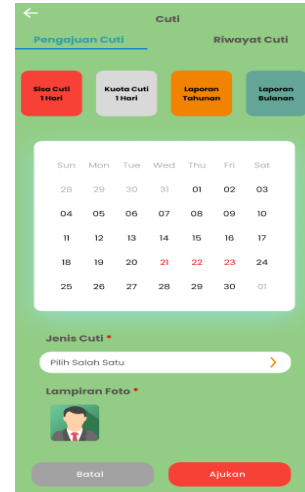 Cuti
Pengajuan Cuti Riwayat Cuti
Sisa Cuti
1 Hari
Kuota Cuti
1 Hari
Laporan
Tahunan
Laporan
Bulanan
Sun Mon Tue Wed Thu Fri Sat
28 29 30 31 01 02 03
04 05 06 07 08 09 10
11 12 13 14 15 16 17
18 19 20 21 22 23 24
25 26 27 28 29 30 01
Jenis Cuti *
Pilih Salah Satu
Lampiran Foto *
Batal Ajukan